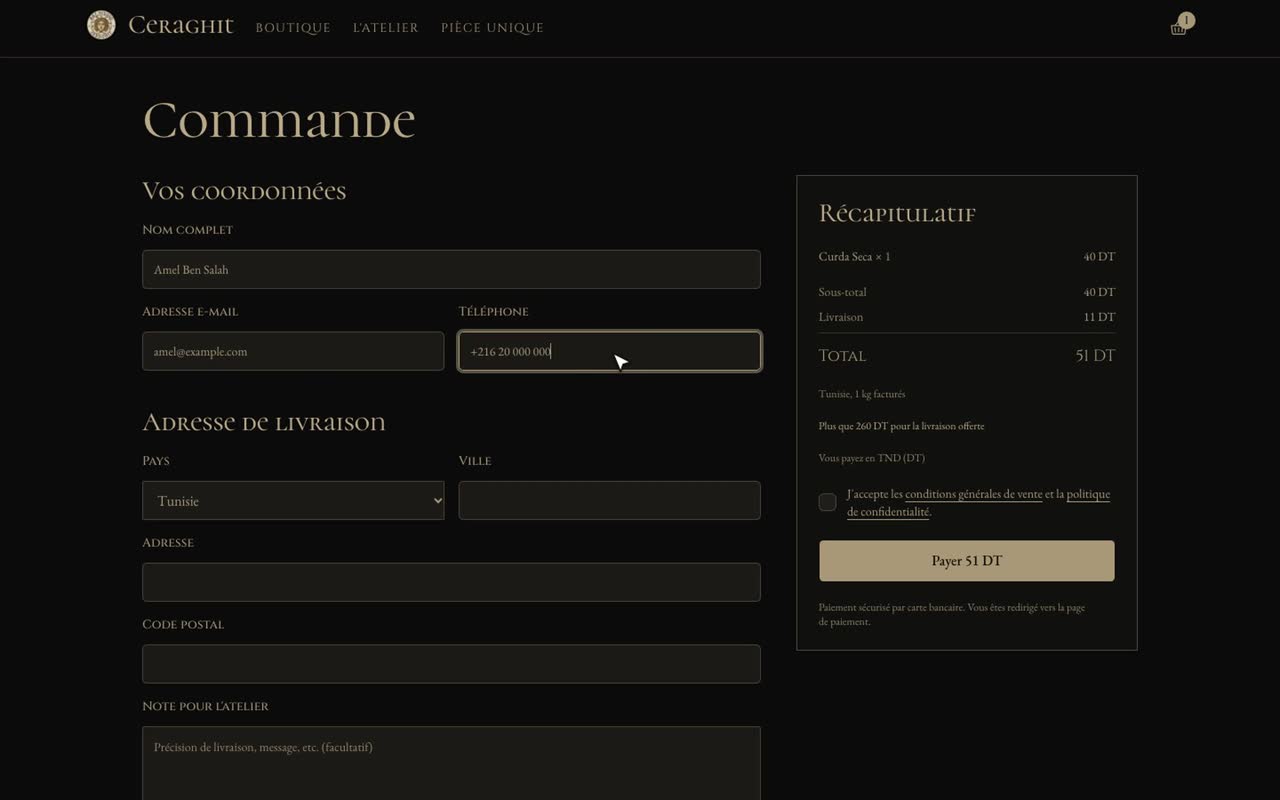 Ceraghit
BOUTIQUE
L'ATELIER
PIÈCE UNIQUE
1
Commande
Vos coordonnées
Nom complet
Amel Ben Salah
Adresse e-mail
Téléphone
amel@example.com
+216 20 000 000
Adresse de livraison
Pays
Ville
Tunisie
Adresse
Code postal
Note pour l'atelier
Précision de livraison, message, etc. (facultatif)
Récapitulatif
Curda Seca × 1
40 DT
Sous-total
40 DT
Livraison
11 DT
Total
51 DT
Tunisie, 1 kg facturés
Plus que 260 DT pour la livraison offerte
Vous payez en TND (DT)
J'accepte les conditions générales de vente et la politique
de confidentialité.
Payer 51 DT
Paiement sécurisé par carte bancaire. Vous êtes redirigé vers la page
de paiement.